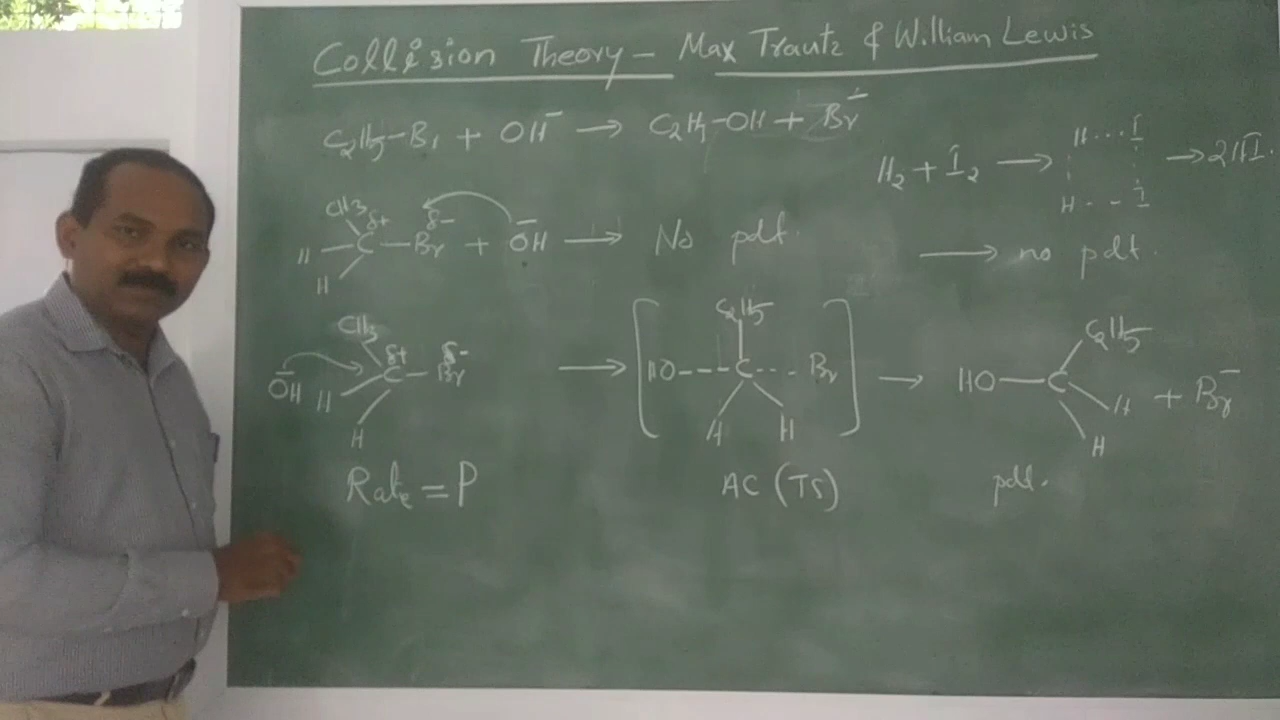 Collision Theory – Max Trautz & William Lewis
C2H5–Br + OH⁻ → C2H5–OH + Br⁻
H2 + I2 → H···I H···I → 2HI.
CH3 H H C δ+ – Br δ- + OH⁻ → No pdt.
→ no pdt.
OH⁻ CH3 H H C δ+ – Br δ- → [HO---C---Br C2H5 H H] → HO–C C2H5 H H + Br⁻
Rate = P
AC (TS)
pdt.